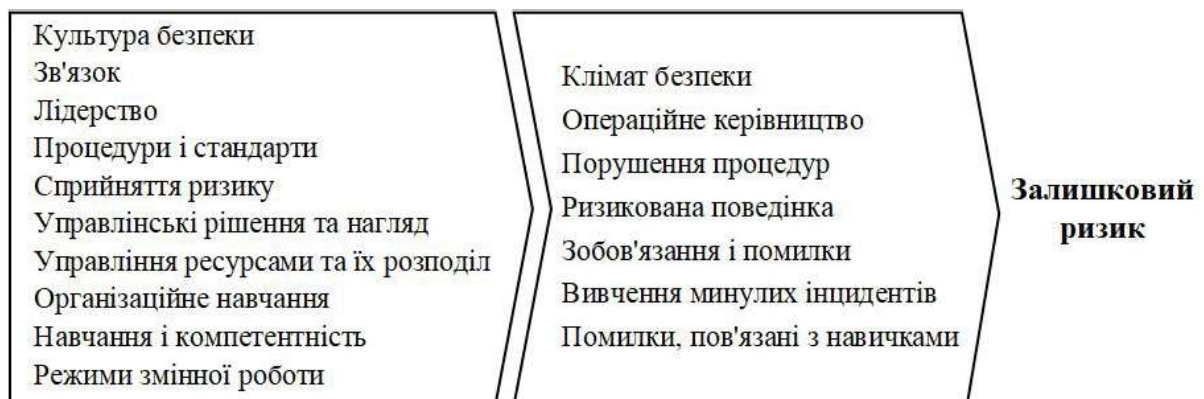 Культура безпеки
Зв'язок
Лідерство
Процедури і стандарти
Сприйняття ризику
Управлінські рішення та нагляд
Управління ресурсами та їх розподіл
Організаційне навчання
Навчання і компетентність
Режими змінної роботи
Клімат безпеки
Операційне керівництво
Порушення процедур
Ризикована поведінка
Зобов'язання і помилки
Вивчення минулих інцидентів
Помилки, пов'язані з навичками
Залишковий
ризик